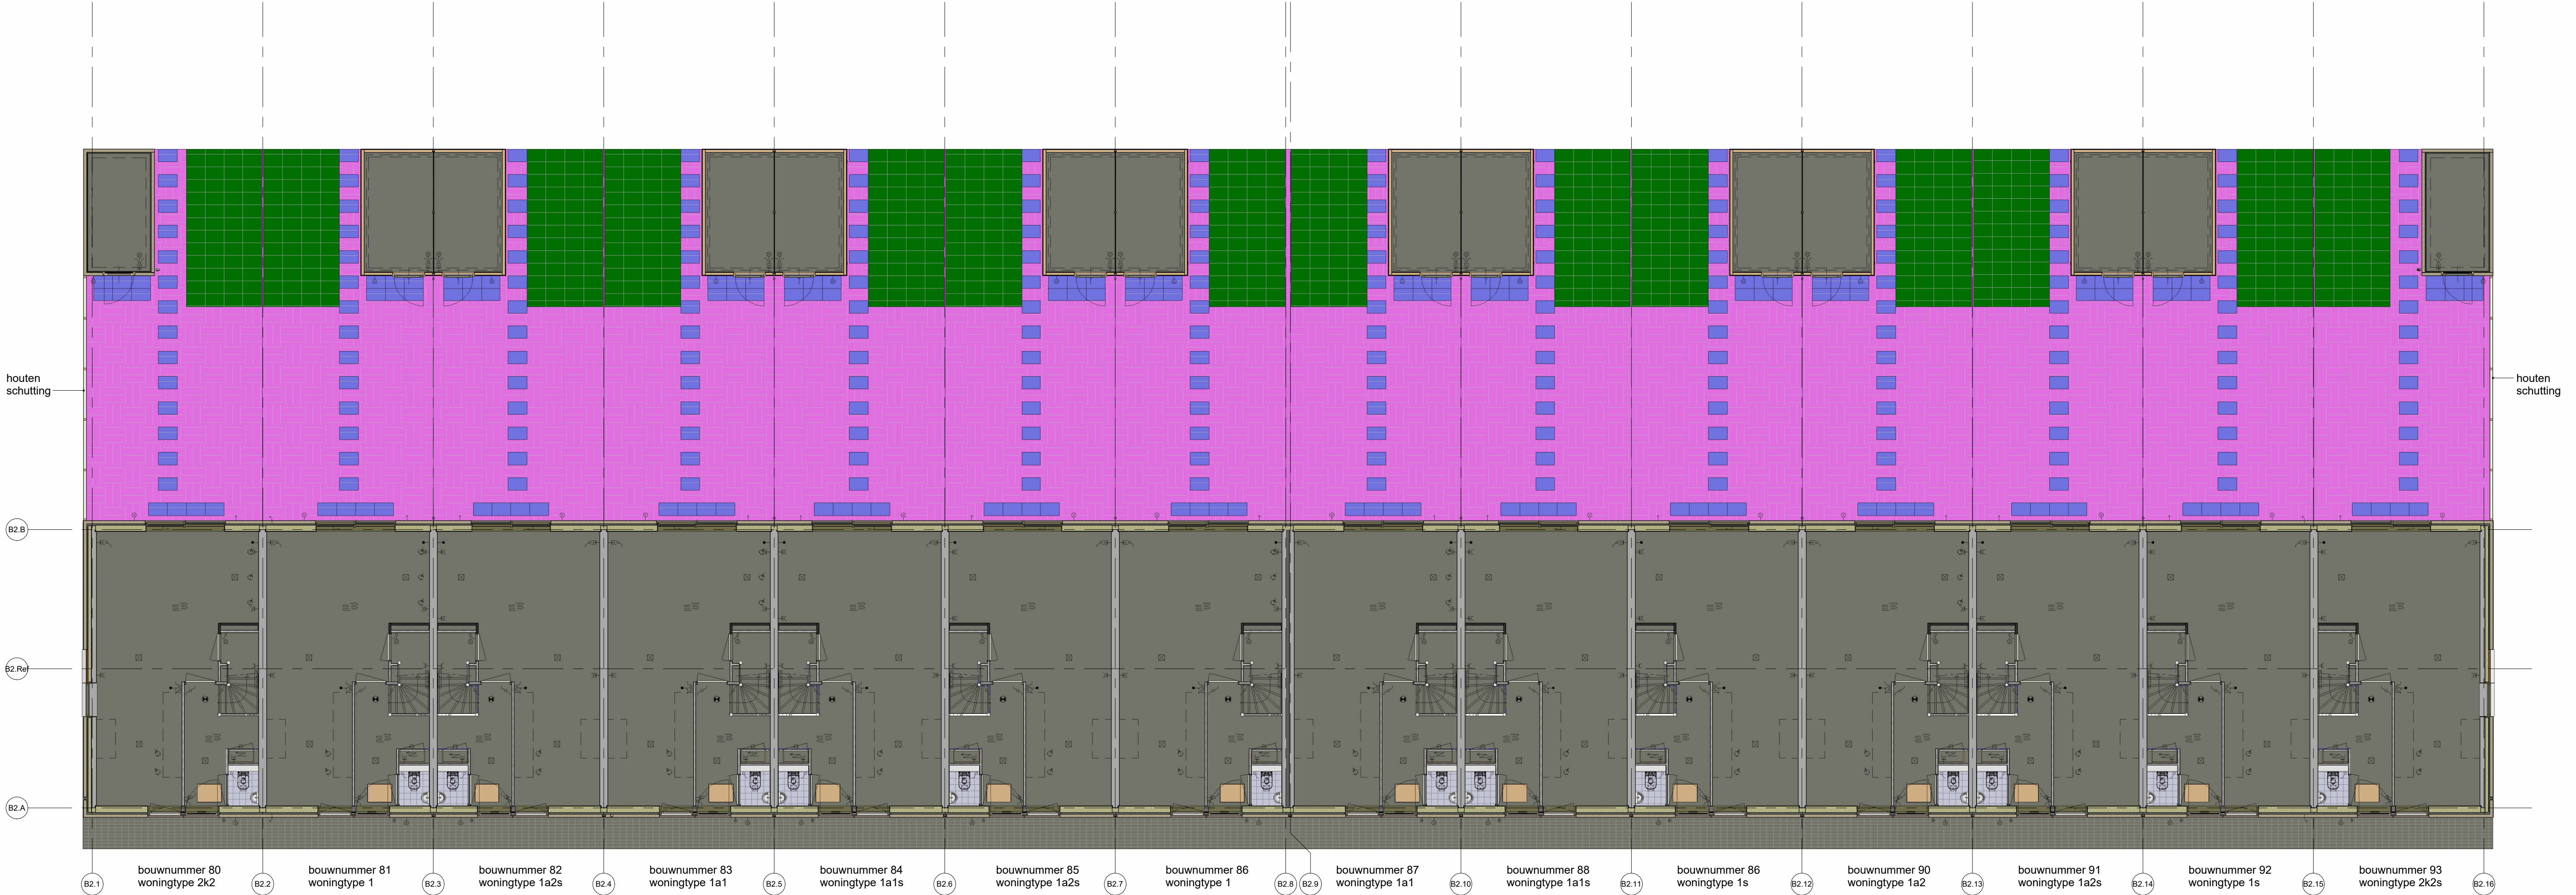 houten
schutting
houten
schutting
B2.B
B2.Ref
B2.A
bouwnummer 80
woningtype 2k2
bouwnummer 81
woningtype 1
bouwnummer 82
woningtype 1a2s
bouwnummer 83
woningtype 1a1
bouwnummer 84
woningtype 1a1s
bouwnummer 85
woningtype 1a2s
bouwnummer 86
woningtype 1
bouwnummer 87
woningtype 1a1
bouwnummer 88
woningtype 1a1s
bouwnummer 86
woningtype 1s
bouwnummer 90
woningtype 1a2
bouwnummer 91
woningtype 1a2s
bouwnummer 92
woningtype 1s
bouwnummer 93
woningtype 2k2s
B2.1
B2.2
B2.3
B2.4
B2.5
B2.6
B2.7
B2.8
B2.9
B2.10
B2.11
B2.12
B2.13
B2.14
B2.15
B2.16